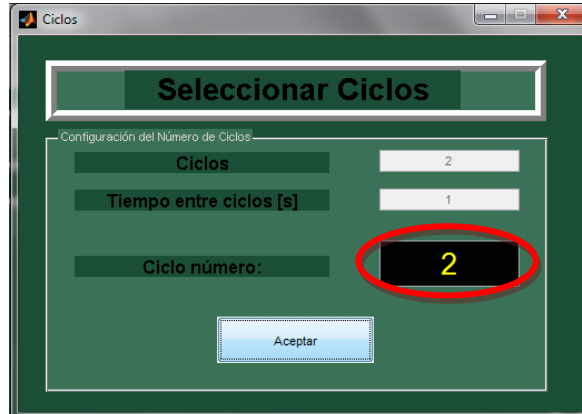 Ciclos
Seleccionar Ciclos
Configuración del Número de Ciclos
Ciclos 2
Tiempo entre ciclos [s] 1
Ciclo número: 2
Aceptar